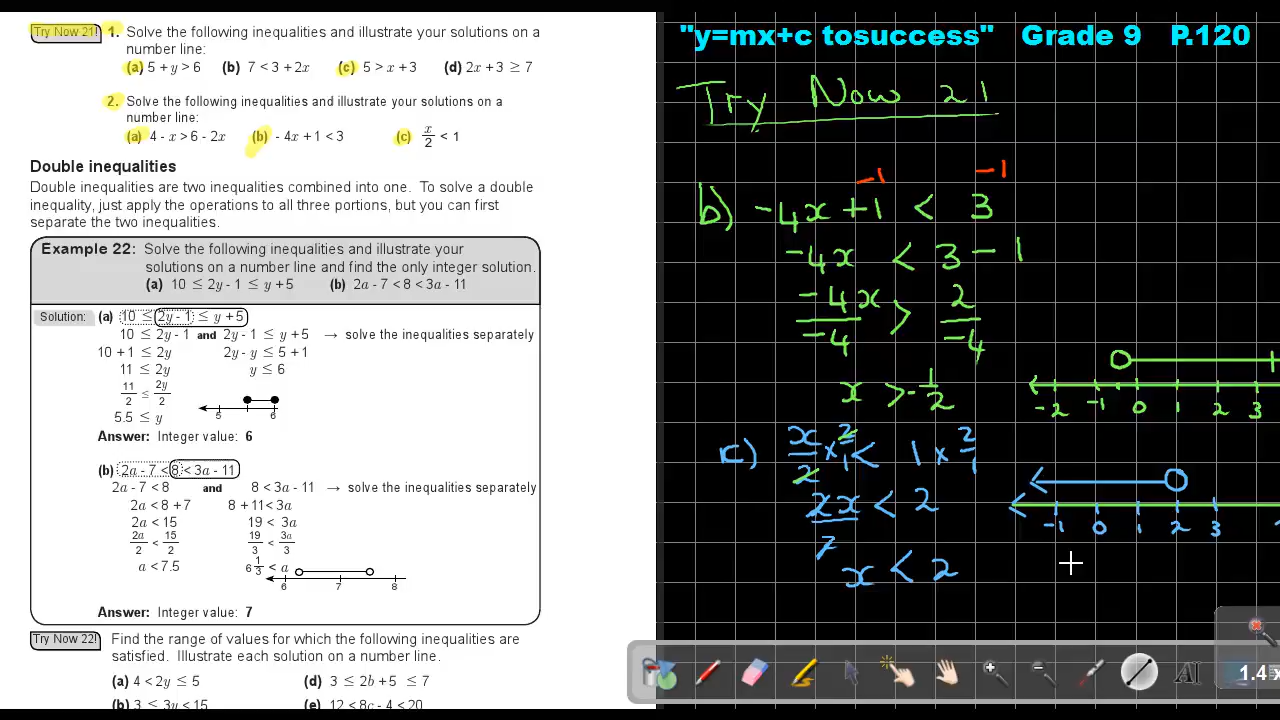 Try Now 21! 1. Solve the following inequalities and illustrate your solutions on a
number line:
(a) 5 + y > 6 (b) 7 < 3 + 2x (c) 5 > x + 3 (d) 2x + 3 ≥ 7
2. Solve the following inequalities and illustrate your solutions on a
number line:
(a) 4 - x > 6 - 2x (b) - 4x + 1 < 3 (c) x/2 < 1
Double inequalities
Double inequalities are two inequalities combined into one. To solve a double
inequality, just apply the operations to all three portions, but you can first
separate the two inequalities.
Example 22: Solve the following inequalities and illustrate your
solutions on a number line and find the only integer solution.
(a) 10 ≤ 2y - 1 ≤ y + 5 (b) 2a - 7 < 8 < 3a - 11
Solution: (a) 10 ≤ 2y - 1 ≤ y + 5
10 ≤ 2y - 1 and 2y - 1 ≤ y + 5 → solve the inequalities separately
10 + 1 ≤ 2y 2y - y ≤ 5 + 1
11 ≤ 2y y ≤ 6
11/2 ≤ 2y/2
5.5 ≤ y
5 6
Answer: Integer value: 6
(b) 2a - 7 < 8 < 3a - 11
2a - 7 < 8 and 8 < 3a - 11 → solve the inequalities separately
2a < 8 + 7 8 + 11 < 3a
2a < 15 19 < 3a
2a/2 < 15/2 19/3 < 3a/3
a < 7.5 6 1/3 < a
6 7 8
Answer: Integer value: 7
Try Now 22! Find the range of values for which the following inequalities are
satisfied. Illustrate each solution on a number line.
(a) 4 < 2y ≤ 5 (d) 3 ≤ 2b + 5 ≤ 7
(b) 3 ≤ 3y < 15 (e) 12 < 8c - 4 < 20
"y=mx+c tosuccess" Grade 9 P.120
Try Now 21
-1 -1
b) -4x + 1 < 3
-4x < 3 - 1
-4x/-4 > 2/-4
x > -1/2
-2 -1 0 1 2 3
c) x/2 × 2/1 < 1 × 2/1
2x/2 < 2
x < 2
-1 0 1 2 3
AI
1.4 x